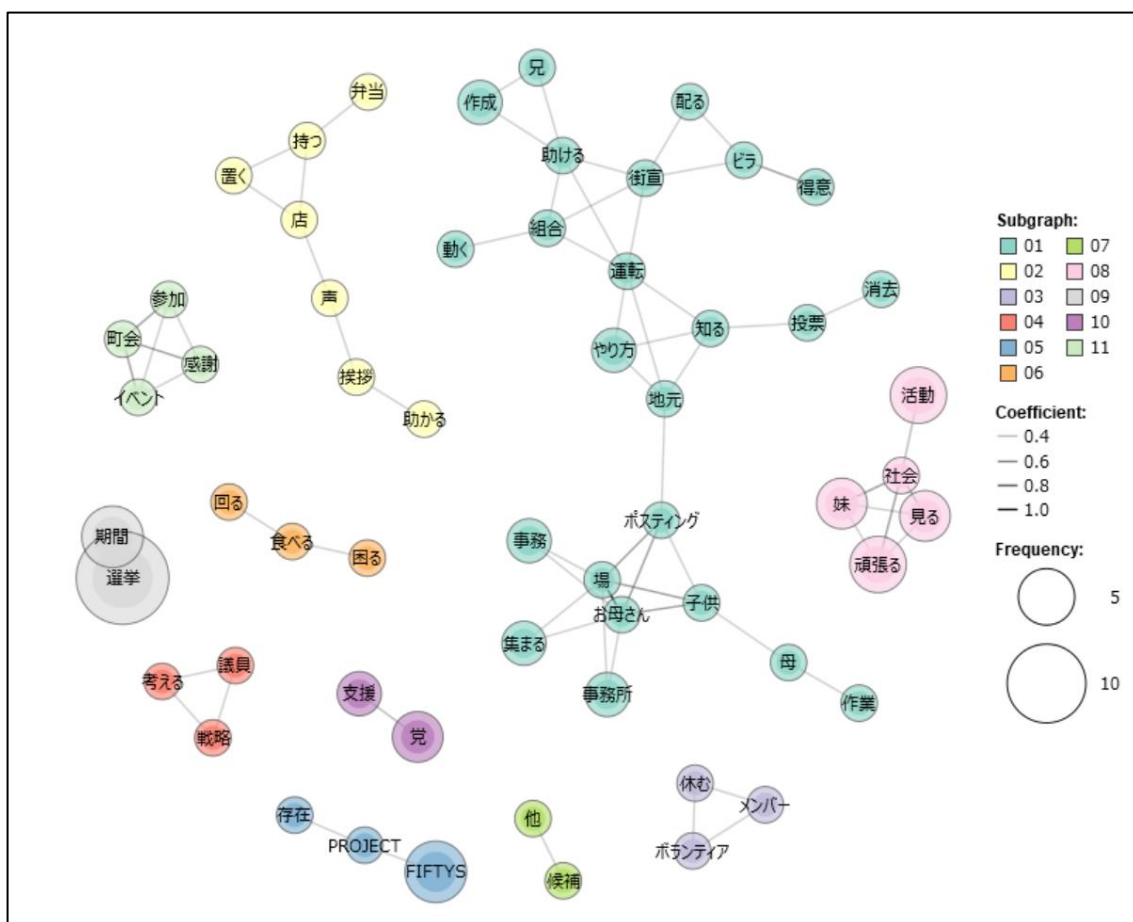 兄
作成
弁当
配る
持つ
助ける
ビラ
置く
街宣
得意
店
組合
動く
運転
声
参加
消去
投票
知る
町会
やり方
感謝
挨拶
イベント
地元
活動
助かる
社会
回る
妹
見る
ポスティング
期間
事務
食べる
困る
頑張る
選挙
場
子供
お母さん
集まる
議員
母
考える
支援
事務所
作業
戦略
党
休む
メンバー
存在
他
PROJECT
ボランティア
FIFTYS
候補
Subgraph:
01 07
02 08
03 09
04 10
05 11
06
Coefficient:
0.4
0.6
0.8
1.0
Frequency:
5
10